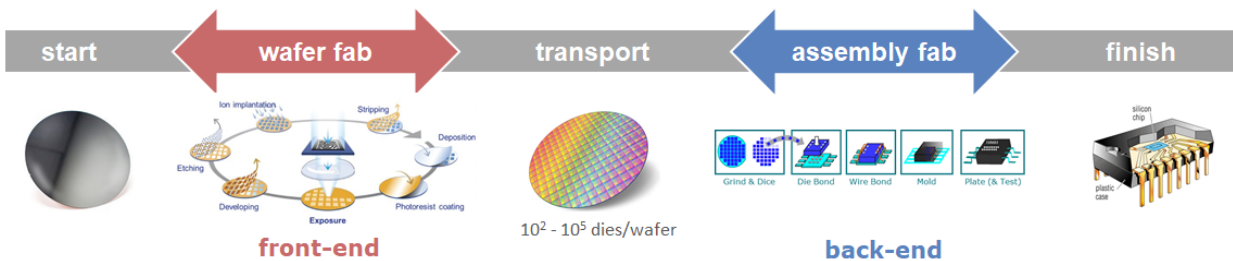 start
wafer fab
transport
assembly fab
finish
Ion implantation
Stripping
Deposition
Etching
Developing
Exposure
Photoresist coating
front-end
10² - 10⁵ dies/wafer
Grind & Dice
Die Bond
Wire Bond
Mold
Plate (& Test)
back-end
silicon
chip
plastic
case